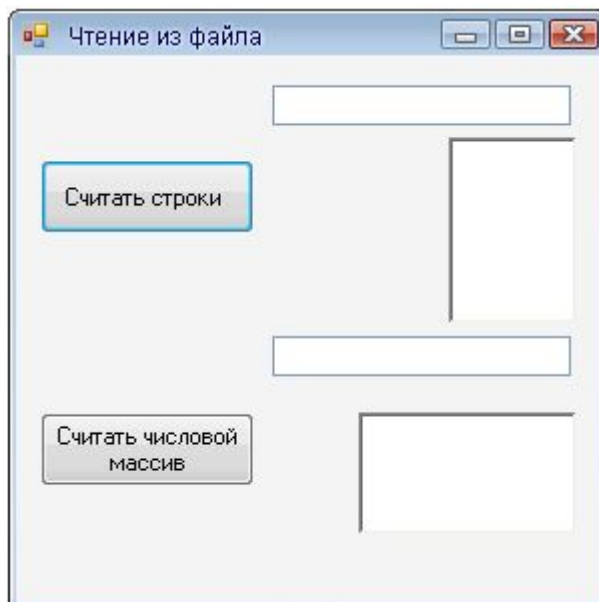 Чтение из файла
Считать строки
Считать числовой
массив